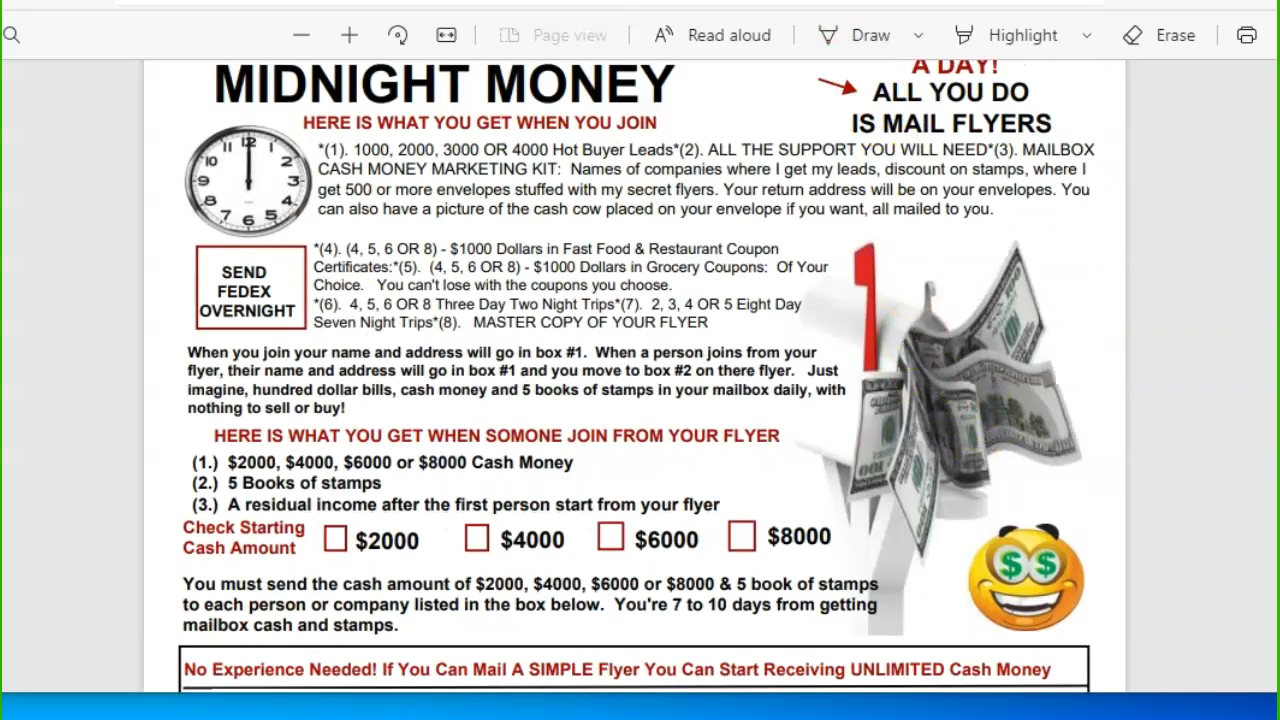 Page view
Read aloud
Draw
Highlight
Erase
MIDNIGHT MONEY
A DAY!
ALL YOU DO
IS MAIL FLYERS
HERE IS WHAT YOU GET WHEN YOU JOIN
*(1). 1000, 2000, 3000 OR 4000 Hot Buyer Leads*(2). ALL THE SUPPORT YOU WILL NEED*(3). MAILBOX
CASH MONEY MARKETING KIT: Names of companies where I get my leads, discount on stamps, where I
get 500 or more envelopes stuffed with my secret flyers. Your return address will be on your envelopes. You
can also have a picture of the cash cow placed on your envelope if you want, all mailed to you.
12
1
2
3
4
5
6
7
8
9
10
11
SEND
FEDEX
OVERNIGHT
*(4). (4, 5, 6 OR 8) - $1000 Dollars in Fast Food & Restaurant Coupon
Certificates:*(5). (4, 5, 6 OR 8) - $1000 Dollars in Grocery Coupons: Of Your
Choice. You can't lose with the coupons you choose.
*(6). 4, 5, 6 OR 8 Three Day Two Night Trips*(7). 2, 3, 4 OR 5 Eight Day
Seven Night Trips*(8). MASTER COPY OF YOUR FLYER
When you join your name and address will go in box #1. When a person joins from your
flyer, their name and address will go in box #1 and you move to box #2 on there flyer. Just
imagine, hundred dollar bills, cash money and 5 books of stamps in your mailbox daily, with
nothing to sell or buy!
HERE IS WHAT YOU GET WHEN SOMONE JOIN FROM YOUR FLYER
(1.) $2000, $4000, $6000 or $8000 Cash Money
(2.) 5 Books of stamps
(3.) A residual income after the first person start from your flyer
Check Starting
Cash Amount
$2000
$4000
$6000
$8000
You must send the cash amount of $2000, $4000, $6000 or $8000 & 5 book of stamps
to each person or company listed in the box below. You're 7 to 10 days from getting
mailbox cash and stamps.
$ $
No Experience Needed! If You Can Mail A SIMPLE Flyer You Can Start Receiving UNLIMITED Cash Money